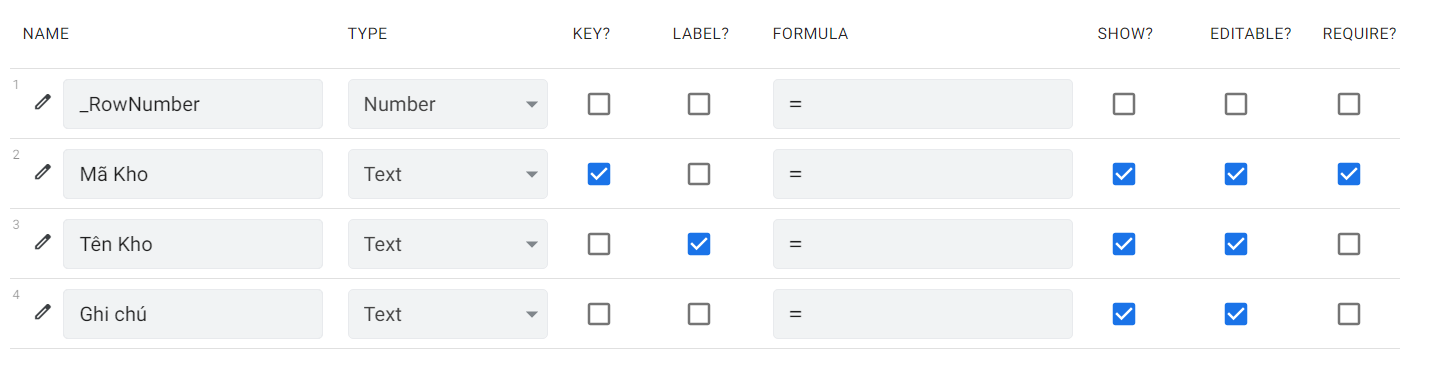 NAME TYPE KEY? LABEL? FORMULA SHOW? EDITABLE? REQUIRE?
1 _RowNumber Number =
2 Mã Kho Text =
3 Tên Kho Text =
4 Ghi chú Text =